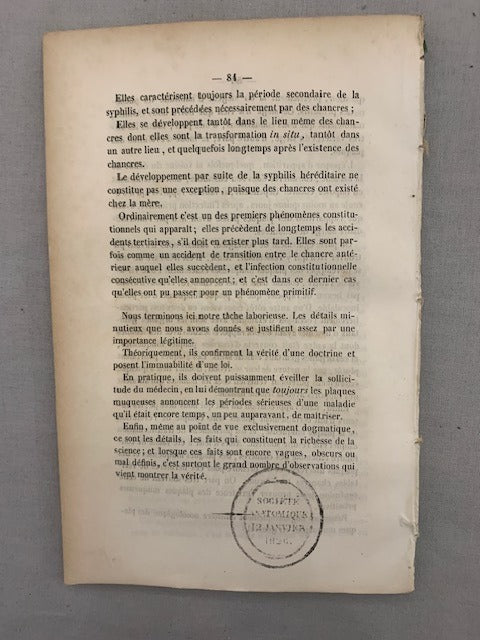 — 84 —
Elles caractérisent toujours la période secondaire de la
syphilis, et sont précédées nécessairement par des chancres ;
Elles se développent tantôt dans le lieu même des chan-
cres dont elles sont la transformation in situ, tantôt dans
un autre lieu, et quelquefois longtemps après l'existence des
chancres.
Le développement par suite de la syphilis héréditaire ne
constitue pas une exception, puisque des chancres ont existé
chez la mère.
Ordinairement c'est un des premiers phénomènes constitu-
tionnels qui apparaît; elles précèdent de longtemps les acci-
dents tertiaires, s'il doit en exister plus tard. Elles sont par-
fois comme un accident de transition entre le chancre anté-
rieur auquel elles succèdent, et l'infection constitutionnelle
consécutive qu'elles annoncent; et c'est dans ce dernier cas
qu'elles ont pu passer pour un phénomène primitif.
Nous terminons ici notre tâche laborieuse. Les détails mi-
nutieux que nous avons donnés se justifient assez par une
importance légitime.
Théoriquement, ils confirment la vérité d'une doctrine et
posent l'immuabilité d'une loi.
En pratique, ils doivent puissamment éveiller la sollici-
tude du médecin, en lui démontrant que toujours les plaques
muqueuses annoncent les périodes sérieuses d'une maladie
qu'il était encore temps, un peu auparavant, de maîtriser.
Enfin, même au point de vue exclusivement dogmatique,
ce sont les détails, les faits qui constituent la richesse de la
science; et lorsque ces faits sont encore vagues, obscurs ou
mal définis, c'est surtout le grand nombre d'observations qui
vient montrer la vérité.
SOCIÉTÉ
ANATOMIQUE
12 JANVIER
1826.